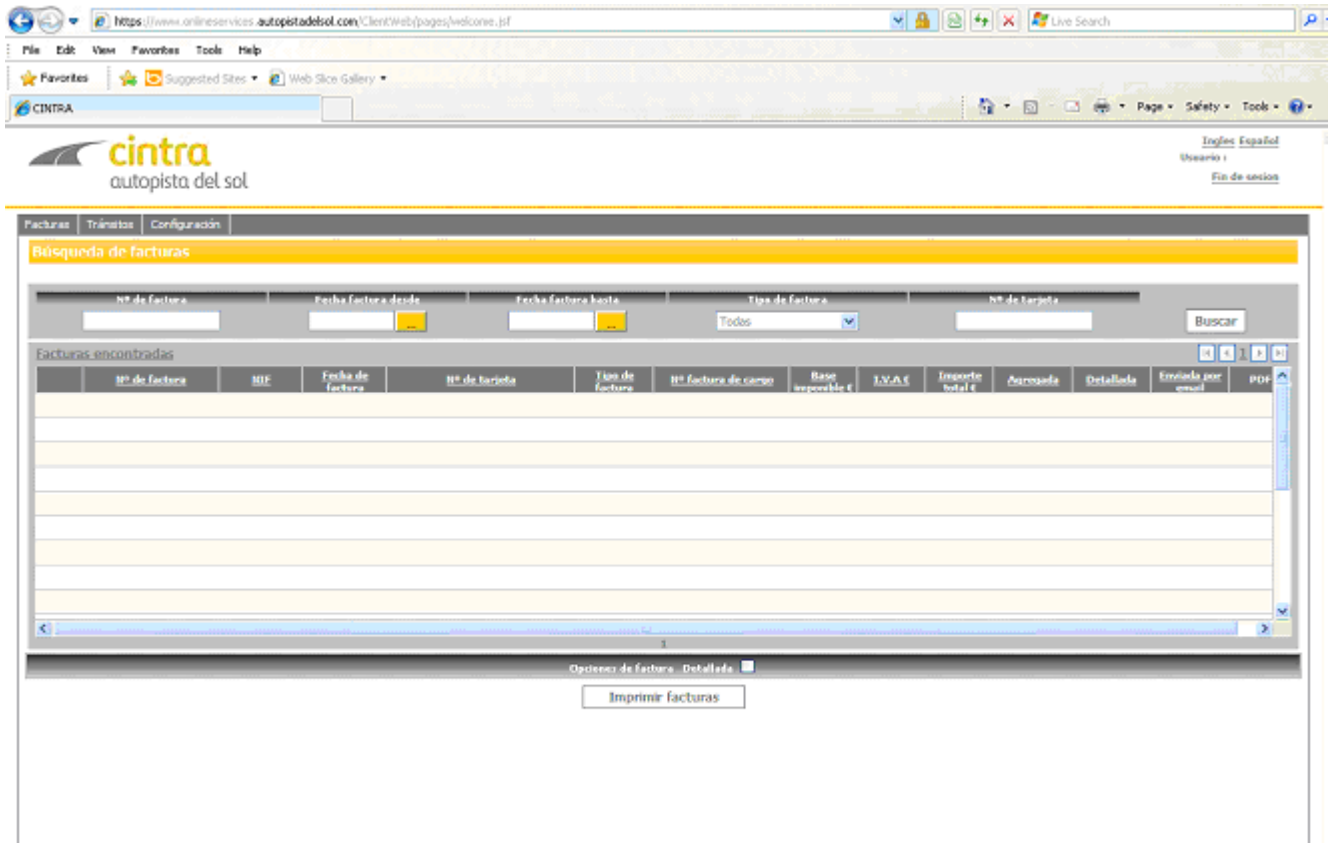 https://www.onlineservices.autopistadelsol.com/ClientWeb/pages/welcome.jsf Live Search
File Edit View Favorites Tools Help
Favorites Suggested Sites Web Slice Gallery
CINTRA Page Safety Tools
Ingles Español
cintra
Usuario :
autopista del sol
Fin de sesion
Facturas Tránsitos Configuración
Búsqueda de facturas
Nº de factura Fecha factura desde Fecha factura hasta Tipo de factura Nº de tarjeta
... ... Todas Buscar
Facturas encontradas 1
Nº de factura NIF Fecha de factura Nº de tarjeta Tipo de factura Nº factura de cargo Base imponible € I.V.A € Importe total € Agregada Detallada Enviada por email PDF
1
Opciones de factura Detallada
Imprimir facturas